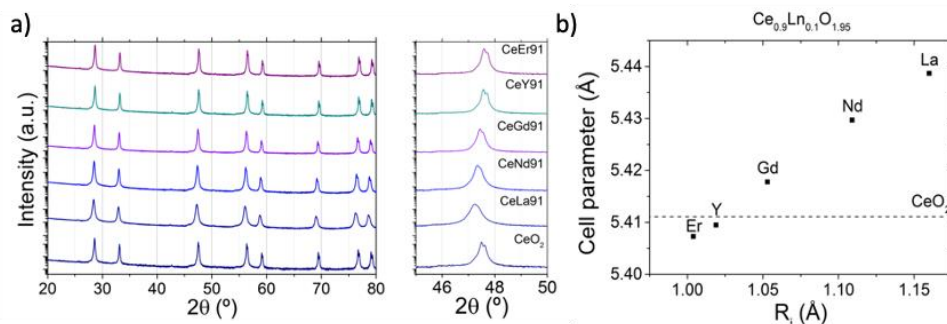 a)
Intensity (a.u.)
20 30 40 50 60 70 80
2θ (º)
CeEr91
CeY91
CeGd91
CeNd91
CeLa91
CeO2
46 48 50
2θ (º)
b)
Ce0.9Ln0.1O1.95
Cell parameter (Å)
5.44
5.43
5.42
5.41
5.40
La
Nd
Gd
CeO
Y
Er
1.00 1.05 1.10 1.15
Ri (Å)